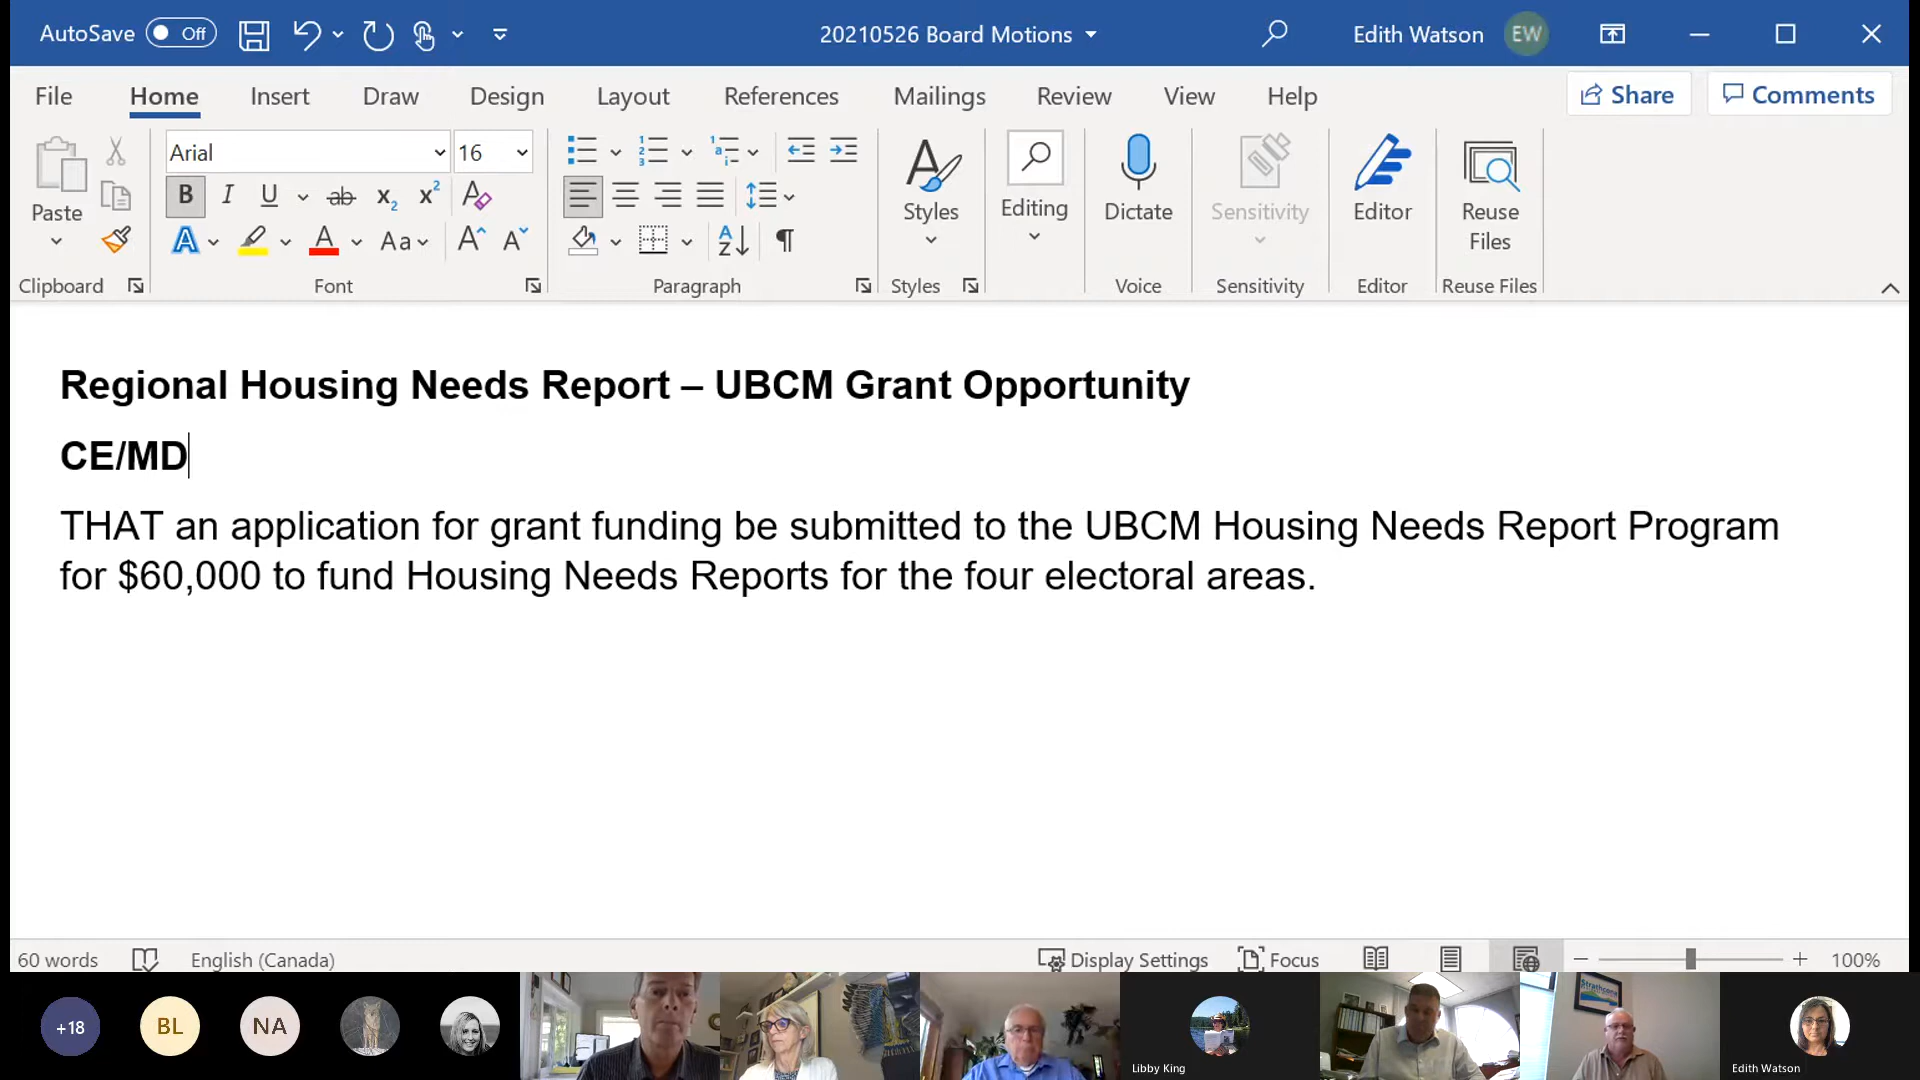 AutoSave Off 20210526 Board Motions Edith Watson EW
File Home Insert Draw Design Layout References Mailings Review View Help Share Comments
Paste Arial 16 Styles Editing Dictate Sensitivity Editor Reuse Files
Clipboard Font Paragraph Styles Voice Sensitivity Editor Reuse Files
Regional Housing Needs Report – UBCM Grant Opportunity
CE/MD
THAT an application for grant funding be submitted to the UBCM Housing Needs Report Program
for $60,000 to fund Housing Needs Reports for the four electoral areas.
60 words English (Canada) Display Settings Focus 100%
+18 BL NA Libby King Strathcona Edith Watson